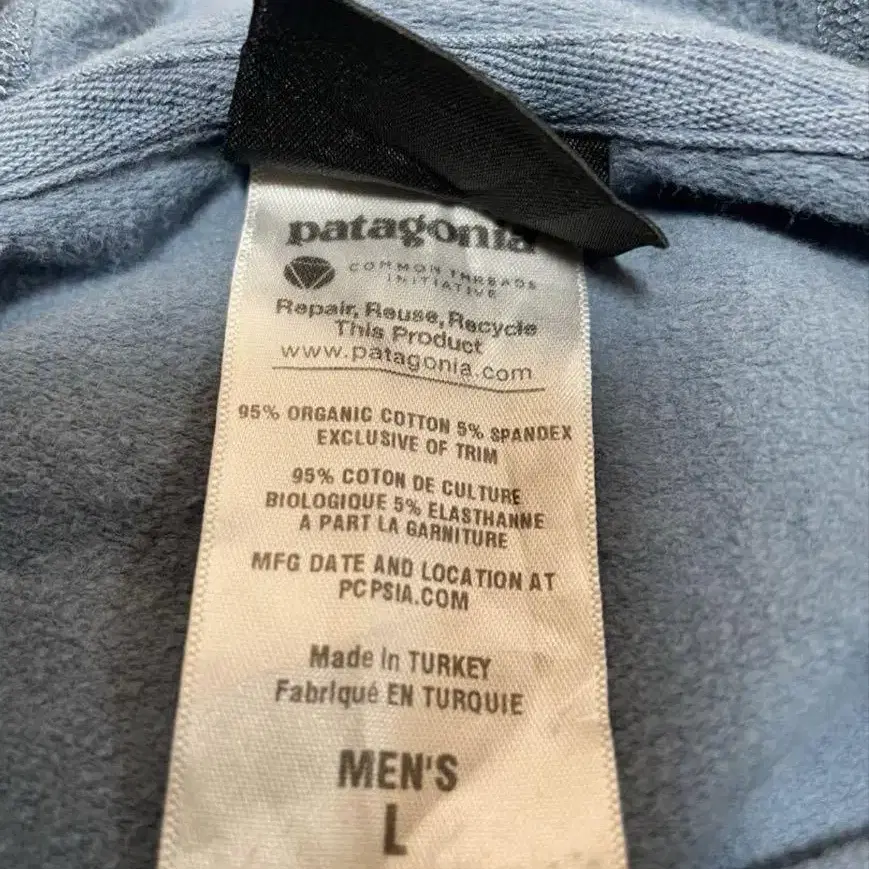 patagonia
COMMON THREADS
INITIATIVE
Repair, Reuse, Recycle
This Product
www.patagonia.com
95% ORGANIC COTTON 5% SPANDEX
EXCLUSIVE OF TRIM
95% COTON DE CULTURE
BIOLOGIQUE 5% ELASTHANNE
A PART LA GARNITURE
MFG DATE AND LOCATION AT
PCPSIA.COM
Made in TURKEY
Fabriqué EN TURQUIE
MEN'S
L